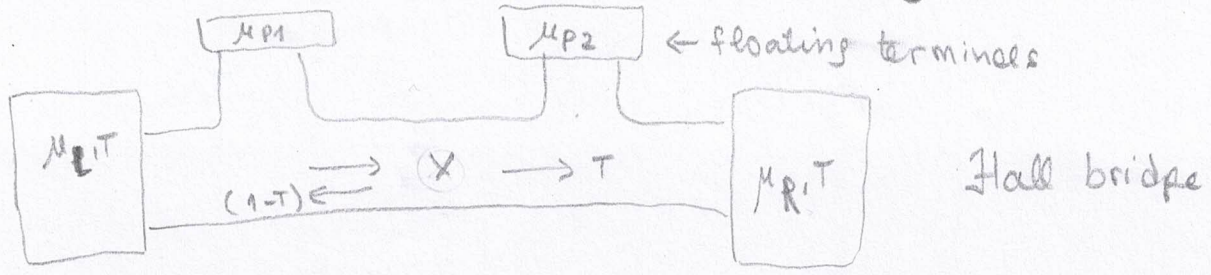 μP1
μP2
← floating terminals
μL, T
→ X → T
(1-T) ←
μR, T
Hall bridge